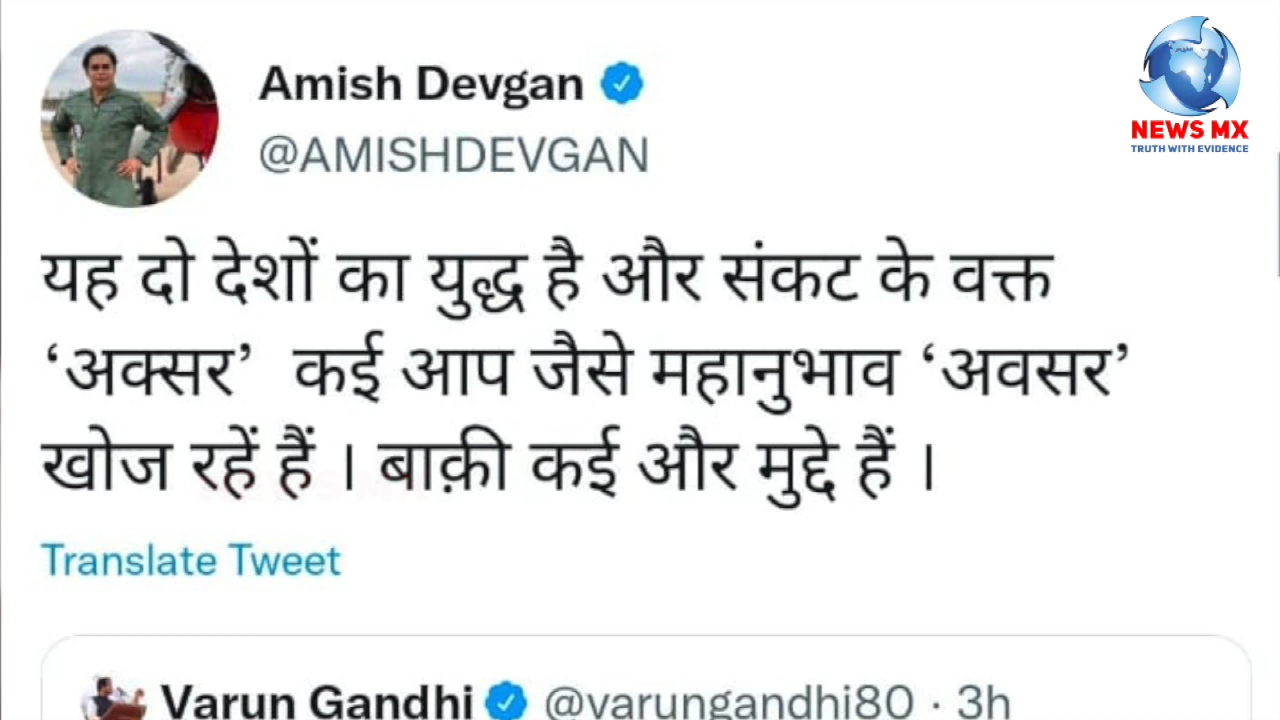 Amish Devgan
@AMISHDEVGAN
NEWS MX
TRUTH WITH EVIDENCE
यह दो देशों का युद्ध है और संकट के वक्त
‘अक्सर’ कई आप जैसे महानुभाव ‘अवसर’
खोज रहें हैं । बाक़ी कई और मुद्दे हैं ।
Translate Tweet
Varun Gandhi @varungandhi80 · 3h